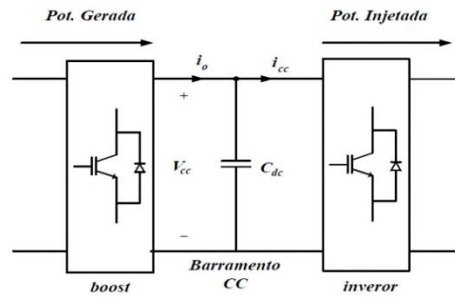 Pot. Gerada
Pot. Injetada
i_o
i_cc
+
V_cc
C_dc
−
Barramento
CC
boost
inveror